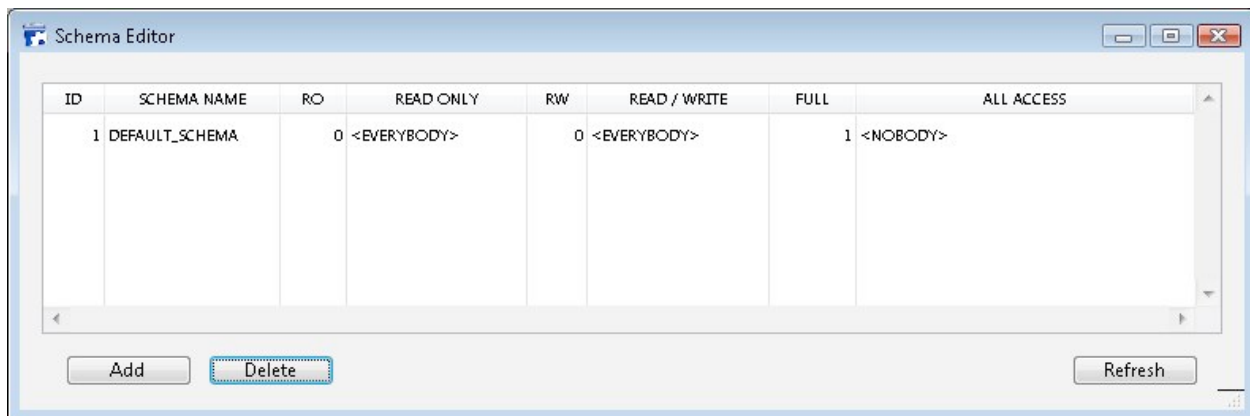 Schema Editor
ID SCHEMA NAME RO READ ONLY RW READ / WRITE FULL ALL ACCESS
1 DEFAULT_SCHEMA 0 <EVERYBODY> 0 <EVERYBODY> 1 <NOBODY>
Add Delete Refresh